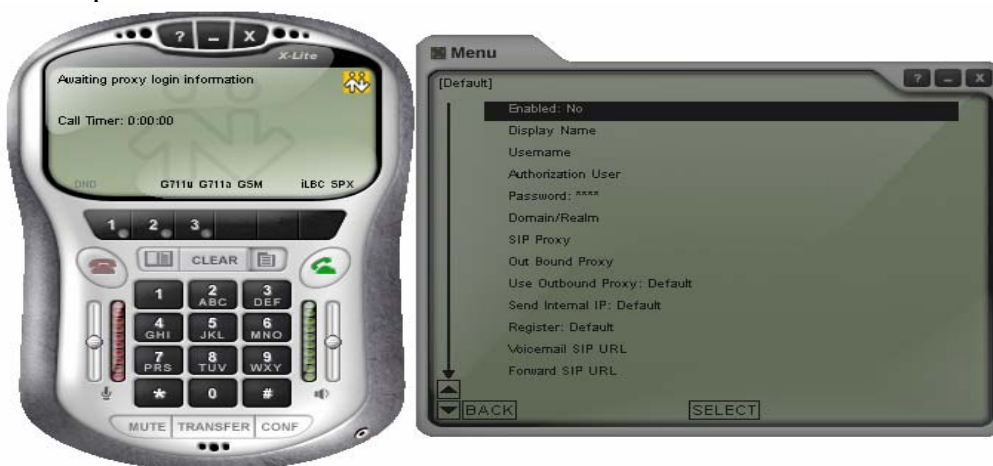 ? – X
X-Lite
Awaiting proxy login information
Call Timer: 0:00:00
DND G711u G711a GSM iLBC SPX
1 2 3
CLEAR
1 2 ABC 3 DEF
4 GHI 5 JKL 6 MNO
7 PRS 8 TUV 9 WXY
* 0 #
MUTE TRANSFER CONF
Menu
? – X
[Default]
Enabled: No
Display Name
Username
Authorization User
Password: ****
Domain/Realm
SIP Proxy
Out Bound Proxy
Use Outbound Proxy: Default
Send Internal IP: Default
Register: Default
Voicemail SIP URL
Forward SIP URL
BACK SELECT